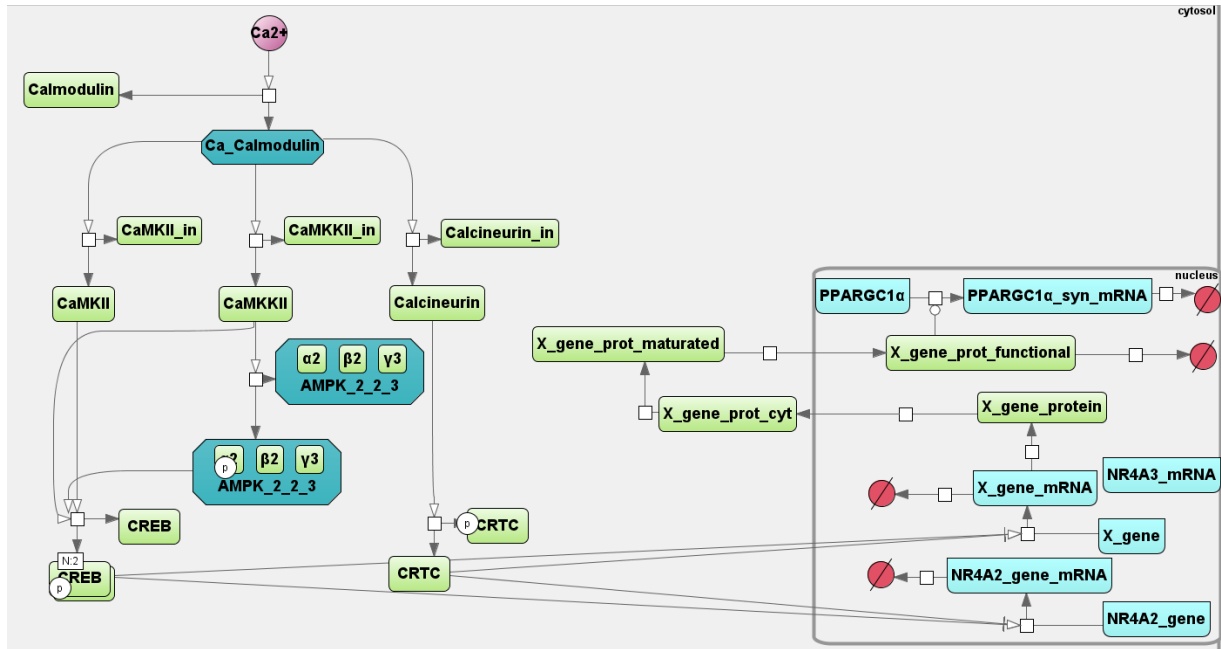 cytosol
Ca2+
Calmodulin
Ca_Calmodulin
CaMKII_in
CaMKKII_in
Calcineurin_in
nucleus
CaMKII
CaMKKII
Calcineurin
PPARGC1α
PPARGC1α_syn_mRNA
X_gene_prot_maturated
X_gene_prot_functional
α2 β2 γ3
AMPK_2_2_3
X_gene_prot_cyt
X_gene_protein
p β2 γ3
AMPK_2_2_3
NR4A3_mRNA
X_gene_mRNA
CREB
p CRTC
X_gene
N:2
CREB
p
CRTC
NR4A2_gene_mRNA
NR4A2_gene